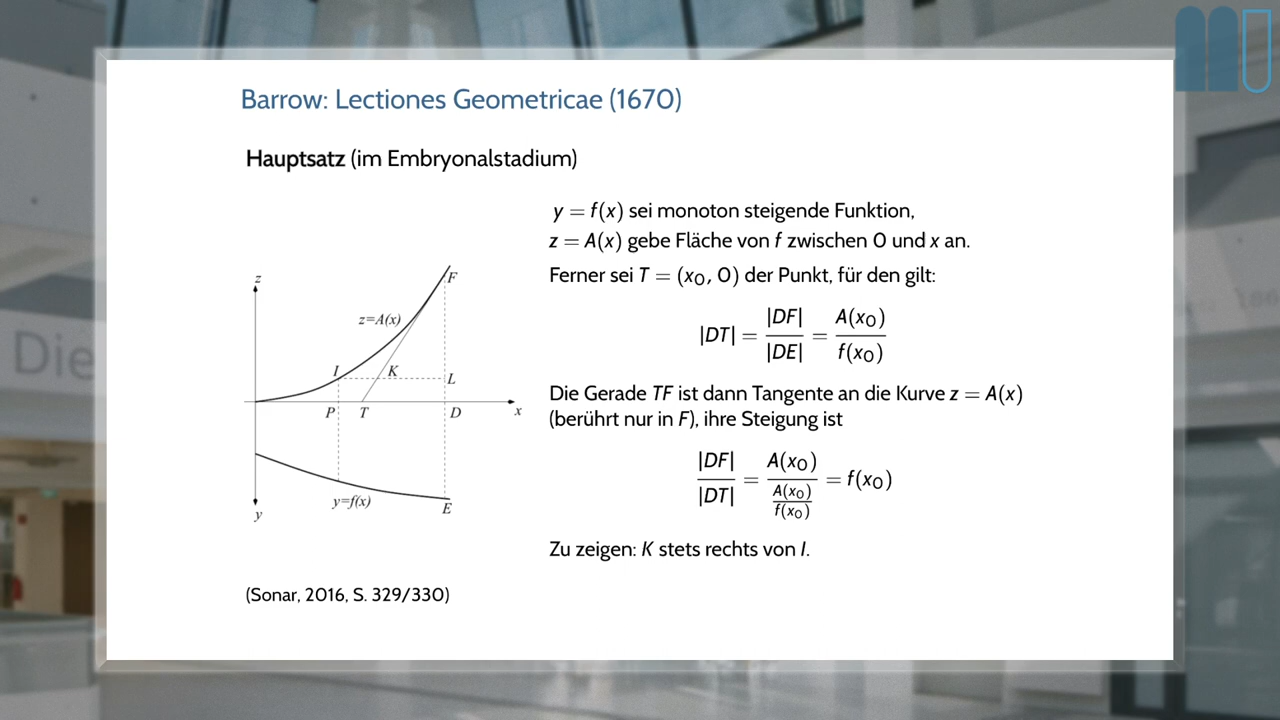 Barrow: Lectiones Geometricae (1670)
Hauptsatz (im Embryonalstadium)
y = f(x) sei monoton steigende Funktion,
z = A(x) gebe Fläche von f zwischen 0 und x an.
Ferner sei T = (x₀, 0) der Punkt, für den gilt:
|DT| = |DF| / |DE| = A(x₀) / f(x₀)
Die Gerade TF ist dann Tangente an die Kurve z = A(x)
(berührt nur in F), ihre Steigung ist
|DF| / |DT| = A(x₀) / (A(x₀) / f(x₀)) = f(x₀)
Zu zeigen: K stets rechts von I.
z
F
z=A(x)
I
K
L
P
T
D
x
y=f(x)
E
y
(Sonar, 2016, S. 329/330)
Die